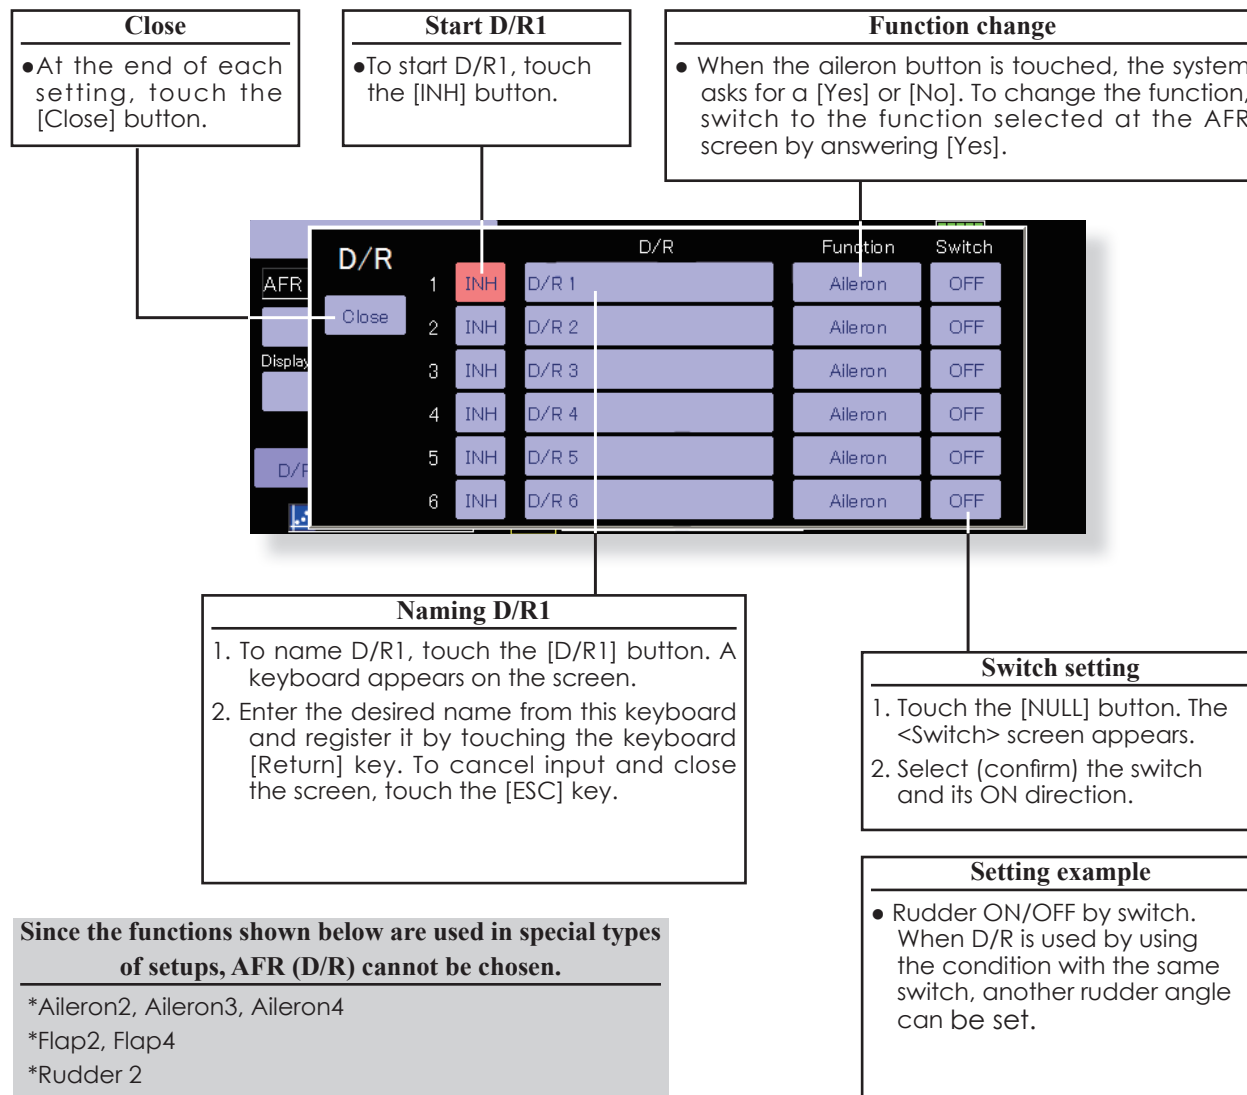 Close
●At the end of each
setting, touch the
[Close] button.
Start D/R1
●To start D/R1, touch
the [INH] button.
Function change
● When the aileron button is touched, the system
asks for a [Yes] or [No]. To change the function,
switch to the function selected at the AFR
screen by answering [Yes].
D/R
D/R Function Switch
AFR
Close
Display
D/R
1 INH D/R 1 Aileron OFF
2 INH D/R 2 Aileron OFF
3 INH D/R 3 Aileron OFF
4 INH D/R 4 Aileron OFF
5 INH D/R 5 Aileron OFF
6 INH D/R 6 Aileron OFF
Naming D/R1
1. To name D/R1, touch the [D/R1] button. A
keyboard appears on the screen.
2. Enter the desired name from this keyboard
and register it by touching the keyboard
[Return] key. To cancel input and close
the screen, touch the [ESC] key.
Switch setting
1. Touch the [NULL] button. The
<Switch> screen appears.
2. Select (confirm) the switch
and its ON direction.
Setting example
● Rudder ON/OFF by switch.
When D/R is used by using
the condition with the same
switch, another rudder angle
can be set.
Since the functions shown below are used in special types
of setups, AFR (D/R) cannot be chosen.
*Aileron2, Aileron3, Aileron4
*Flap2, Flap4
*Rudder 2